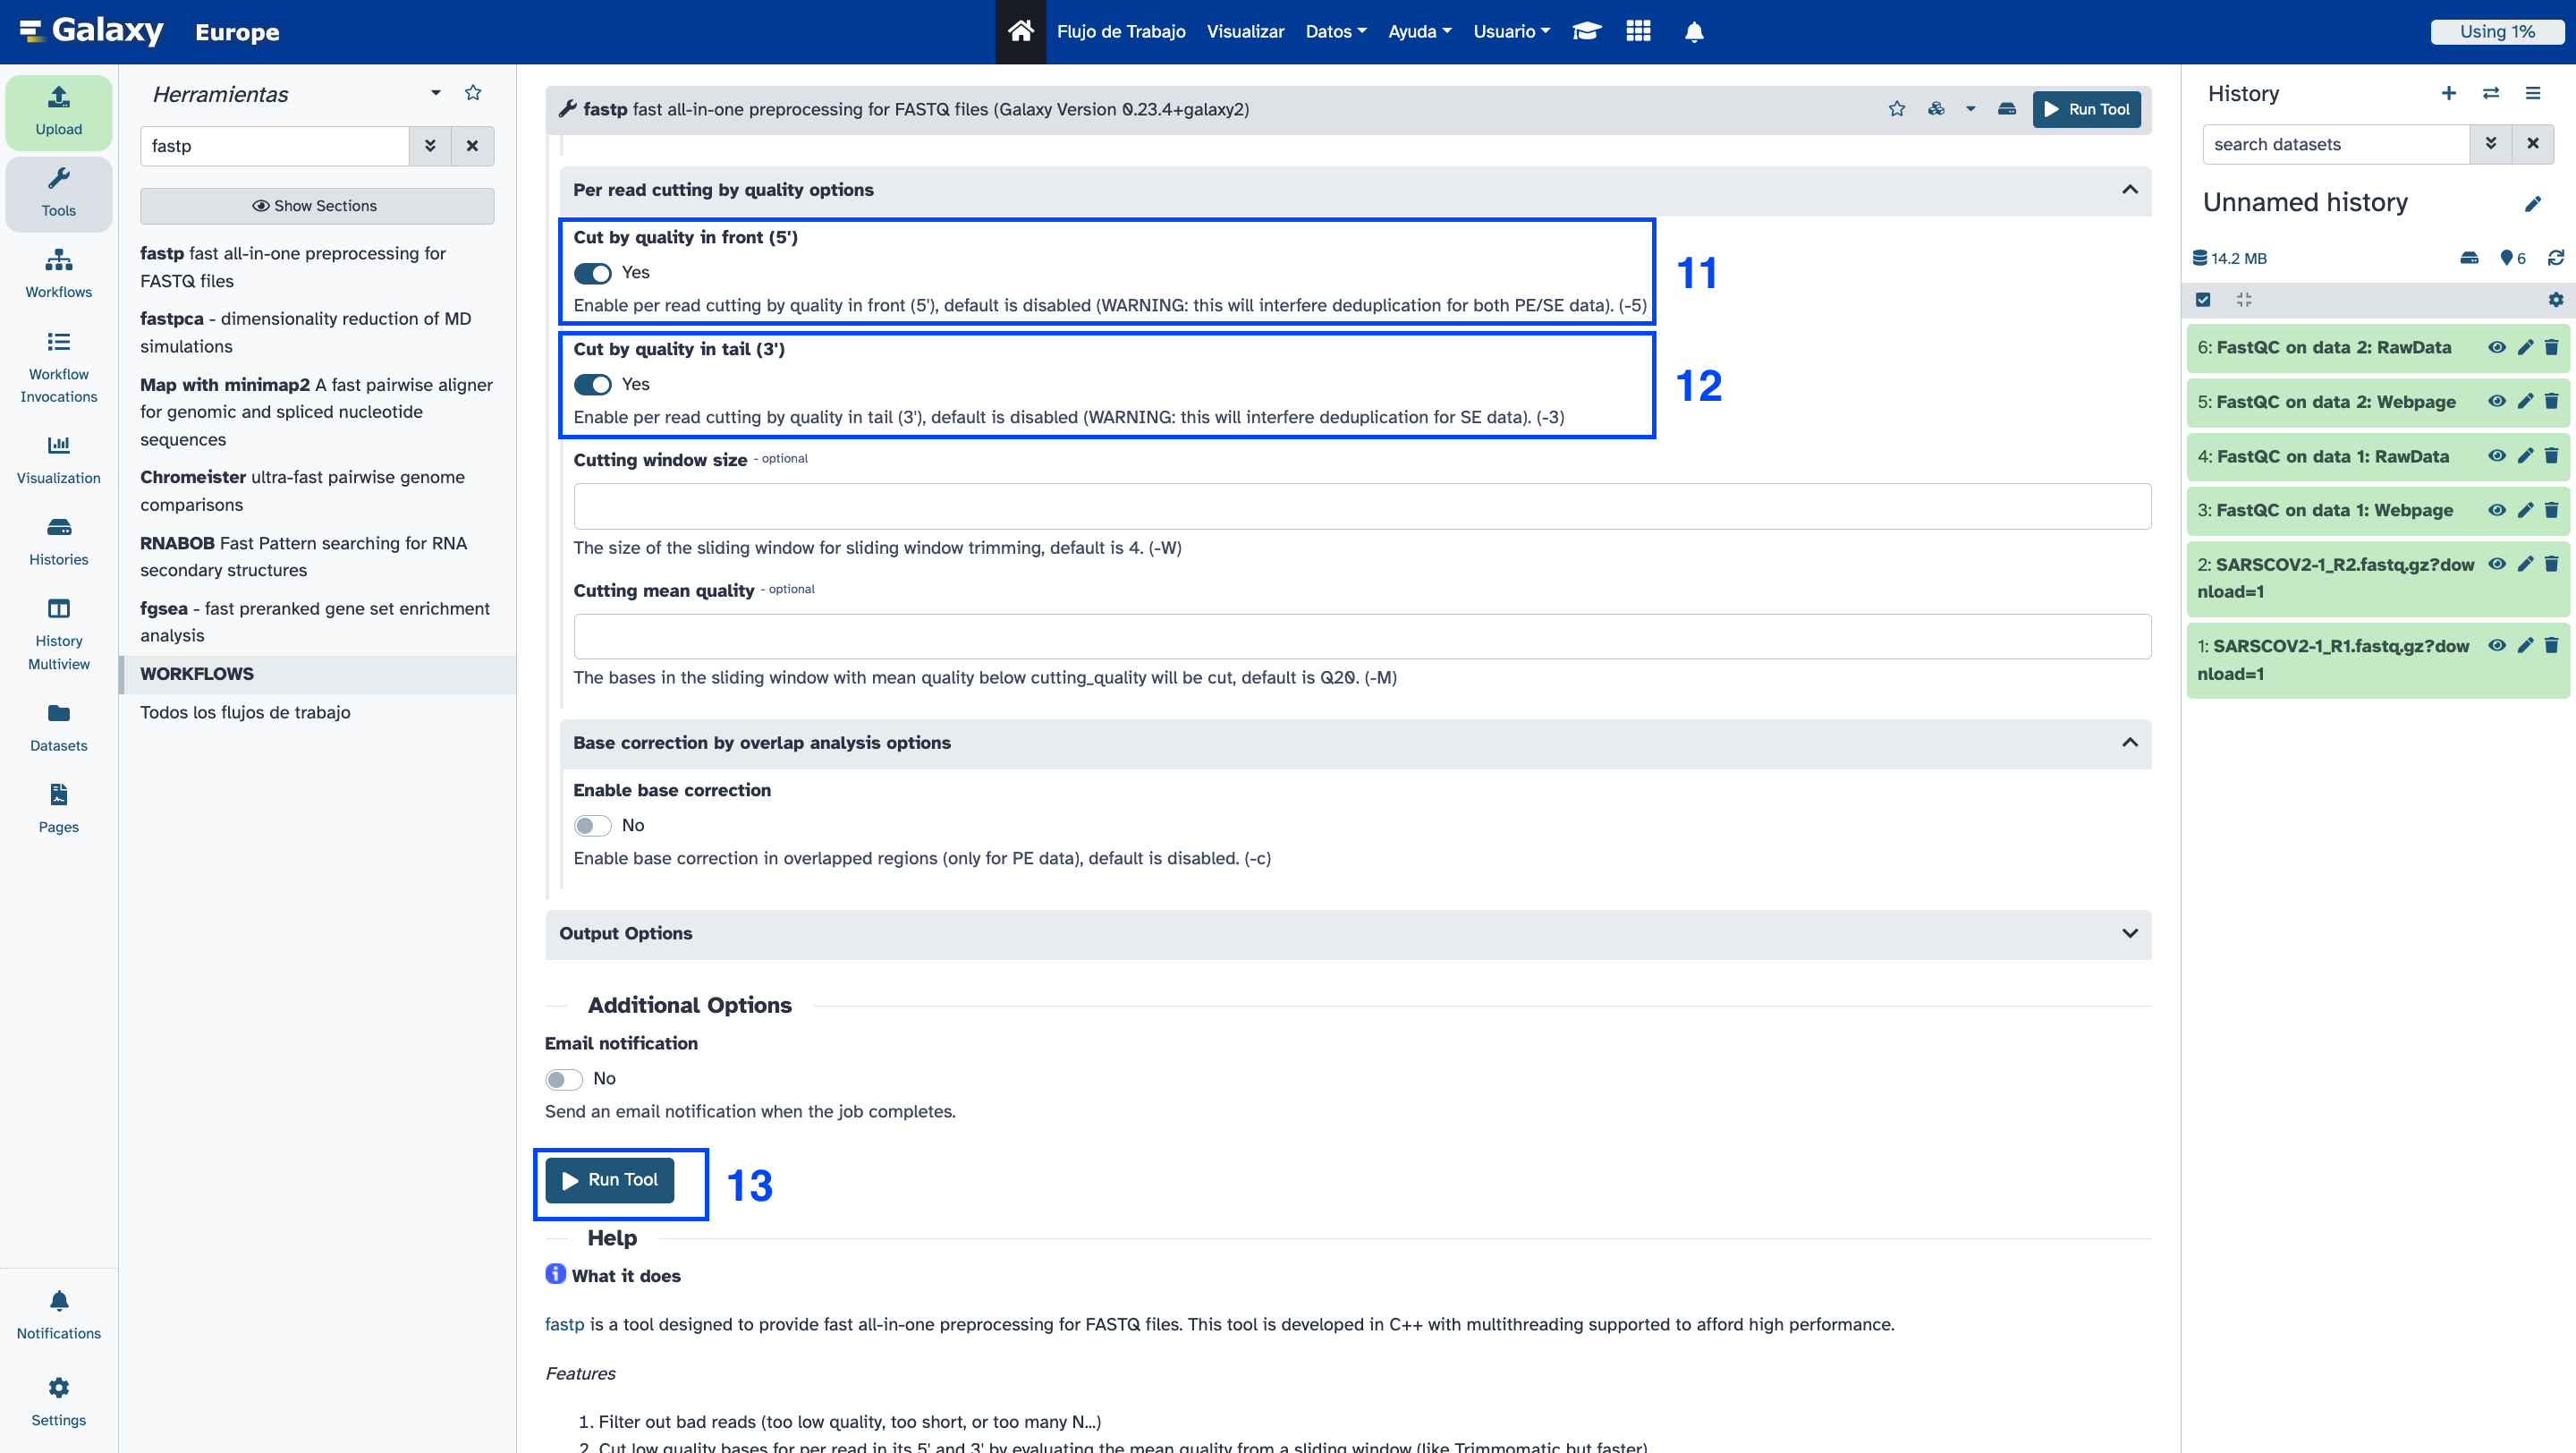 Galaxy Europe
Flujo de Trabajo Visualizar Datos Ayuda Usuario
Using 1%
Upload
Tools
Workflows
Workflow
Invocations
Visualization
Histories
History
Multiview
Datasets
Pages
Notifications
Settings
Herramientas
fastp
Show Sections
fastp fast all-in-one preprocessing for
FASTQ files
fastpca - dimensionality reduction of MD
simulations
Map with minimap2 A fast pairwise aligner
for genomic and spliced nucleotide
sequences
Chromeister ultra-fast pairwise genome
comparisons
RNABOB Fast Pattern searching for RNA
secondary structures
fgsea - fast preranked gene set enrichment
analysis
WORKFLOWS
Todos los flujos de trabajo
fastp fast all-in-one preprocessing for FASTQ files (Galaxy Version 0.23.4+galaxy2)
Run Tool
Per read cutting by quality options
Cut by quality in front (5')
Yes
Enable per read cutting by quality in front (5'), default is disabled (WARNING: this will interfere deduplication for both PE/SE data). (-5)
11
Cut by quality in tail (3')
Yes
Enable per read cutting by quality in tail (3'), default is disabled (WARNING: this will interfere deduplication for SE data). (-3)
12
Cutting window size - optional
The size of the sliding window for sliding window trimming, default is 4. (-W)
Cutting mean quality - optional
The bases in the sliding window with mean quality below cutting_quality will be cut, default is Q20. (-M)
Base correction by overlap analysis options
Enable base correction
No
Enable base correction in overlapped regions (only for PE data), default is disabled. (-c)
Output Options
Additional Options
Email notification
No
Send an email notification when the job completes.
Run Tool
13
Help
What it does
fastp is a tool designed to provide fast all-in-one preprocessing for FASTQ files. This tool is developed in C++ with multithreading supported to afford high performance.
Features
1. Filter out bad reads (too low quality, too short, or too many N...)
2. Cut low quality bases for per read in its 5' and 3' by evaluating the mean quality from a sliding window (like Trimmomatic but faster)
History
search datasets
Unnamed history
14.2 MB
6
6: FastQC on data 2: RawData
5: FastQC on data 2: Webpage
4: FastQC on data 1: RawData
3: FastQC on data 1: Webpage
2: SARSCOV2-1_R2.fastq.gz?dow
nload=1
1: SARSCOV2-1_R1.fastq.gz?dow
nload=1